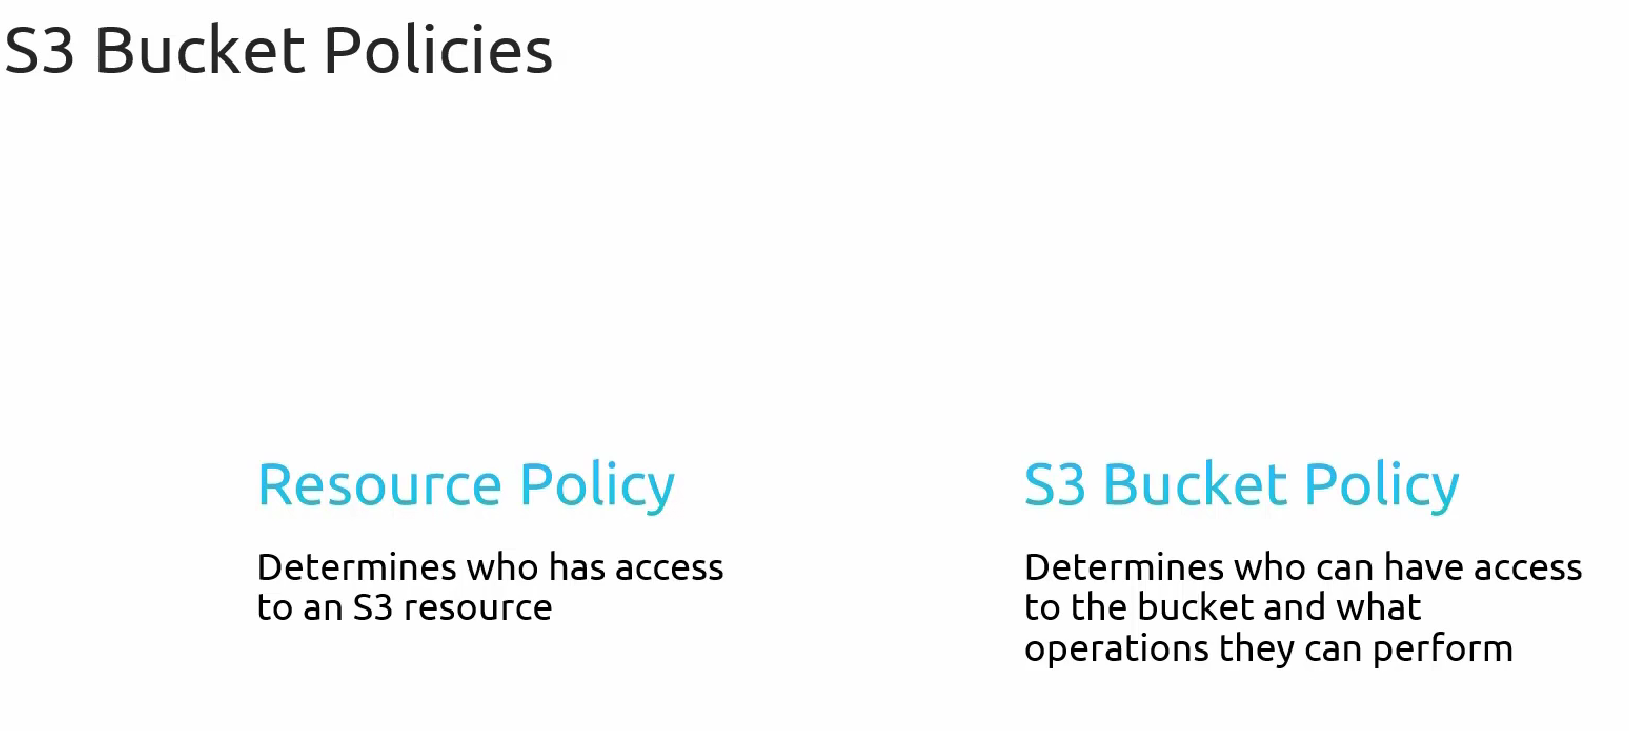 S3 Bucket Policies
Resource Policy
Determines who has access
to an S3 resource
S3 Bucket Policy
Determines who can have access
to the bucket and what
operations they can perform